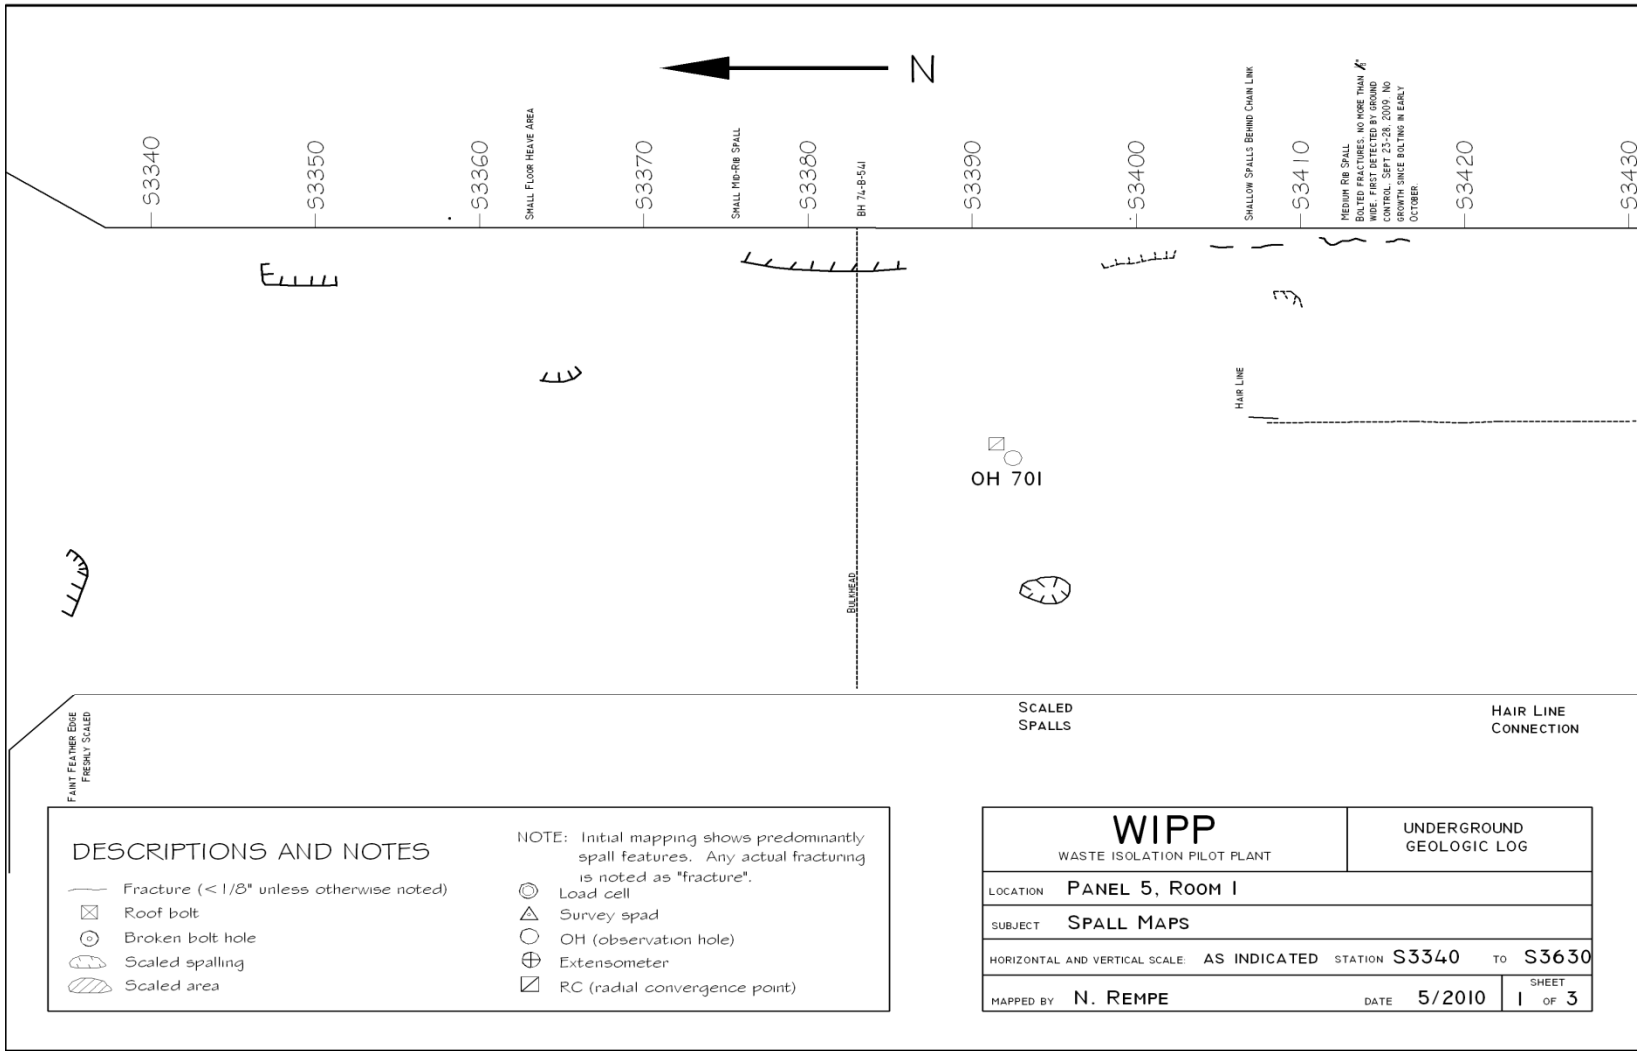 N
S3340
S3350
S3360
SMALL FLOOR HEAVE AREA
S3370
SMALL MID-RIB SPALL
S3380
BH 74-B-541
S3390
S3400
SHALLOW SPALLS BEHIND CHAIN LINK
S3410
MEDIUM RIB SPALL
BOLTED FRACTURES, NO MORE THAN
WIDE. FIRST DETECTED BY GROUND
CONTROL, SEPT 23-28, 2009. NO
GROWTH SINCE BOLTING IN EARLY
OCTOBER.
S3420
S3430
HAIR LINE
OH 701
BULKHEAD
FAINT FEATHER EDGE
FRESHLY SCALED
SCALED
SPALLS
HAIR LINE
CONNECTION
DESCRIPTIONS AND NOTES
Fracture (< 1/8" unless otherwise noted)
Roof bolt
Broken bolt hole
Scaled spalling
Scaled area
NOTE: Initial mapping shows predominantly
spall features. Any actual fracturing
is noted as "fracture".
Load cell
Survey spad
OH (observation hole)
Extensometer
RC (radial convergence point)
WIPP
WASTE ISOLATION PILOT PLANT
UNDERGROUND
GEOLOGIC LOG
LOCATION PANEL 5, ROOM 1
SUBJECT SPALL MAPS
HORIZONTAL AND VERTICAL SCALE: AS INDICATED STATION S3340 TO S3630
MAPPED BY N. REMPE DATE 5/2010
SHEET
1 OF 3